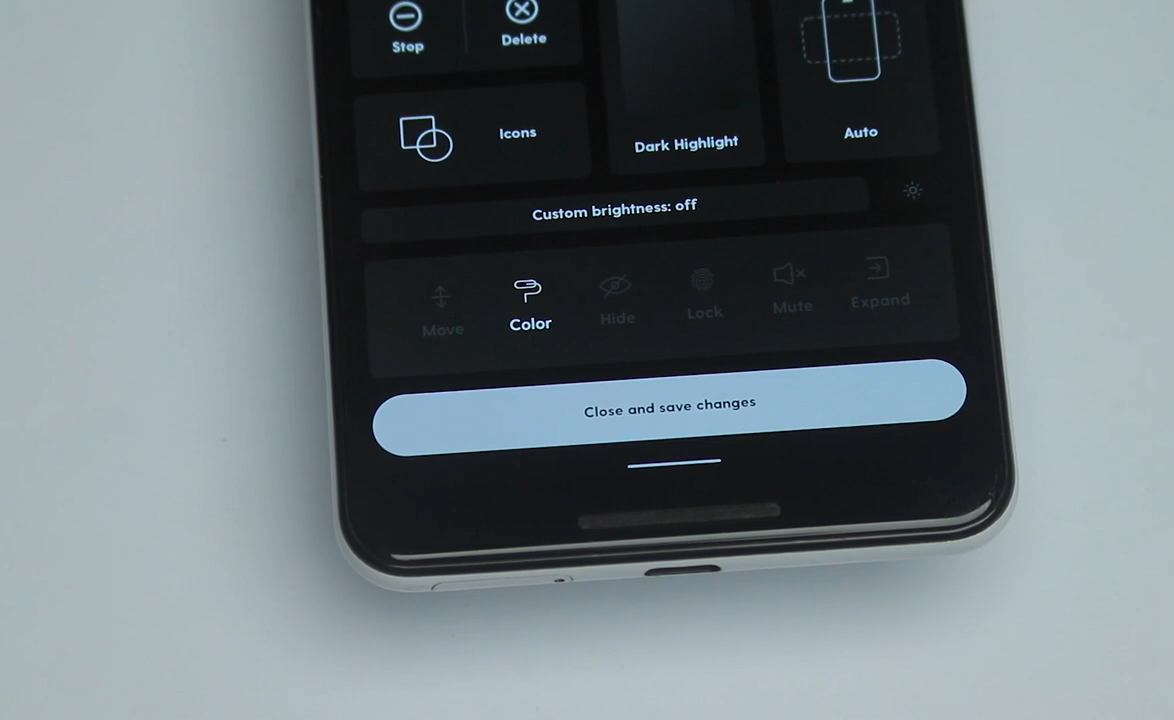 Stop
Delete
Icons
Dark Highlight
Auto
Custom brightness: off
Move
Color
Hide
Lock
Mute
Expand
Close and save changes